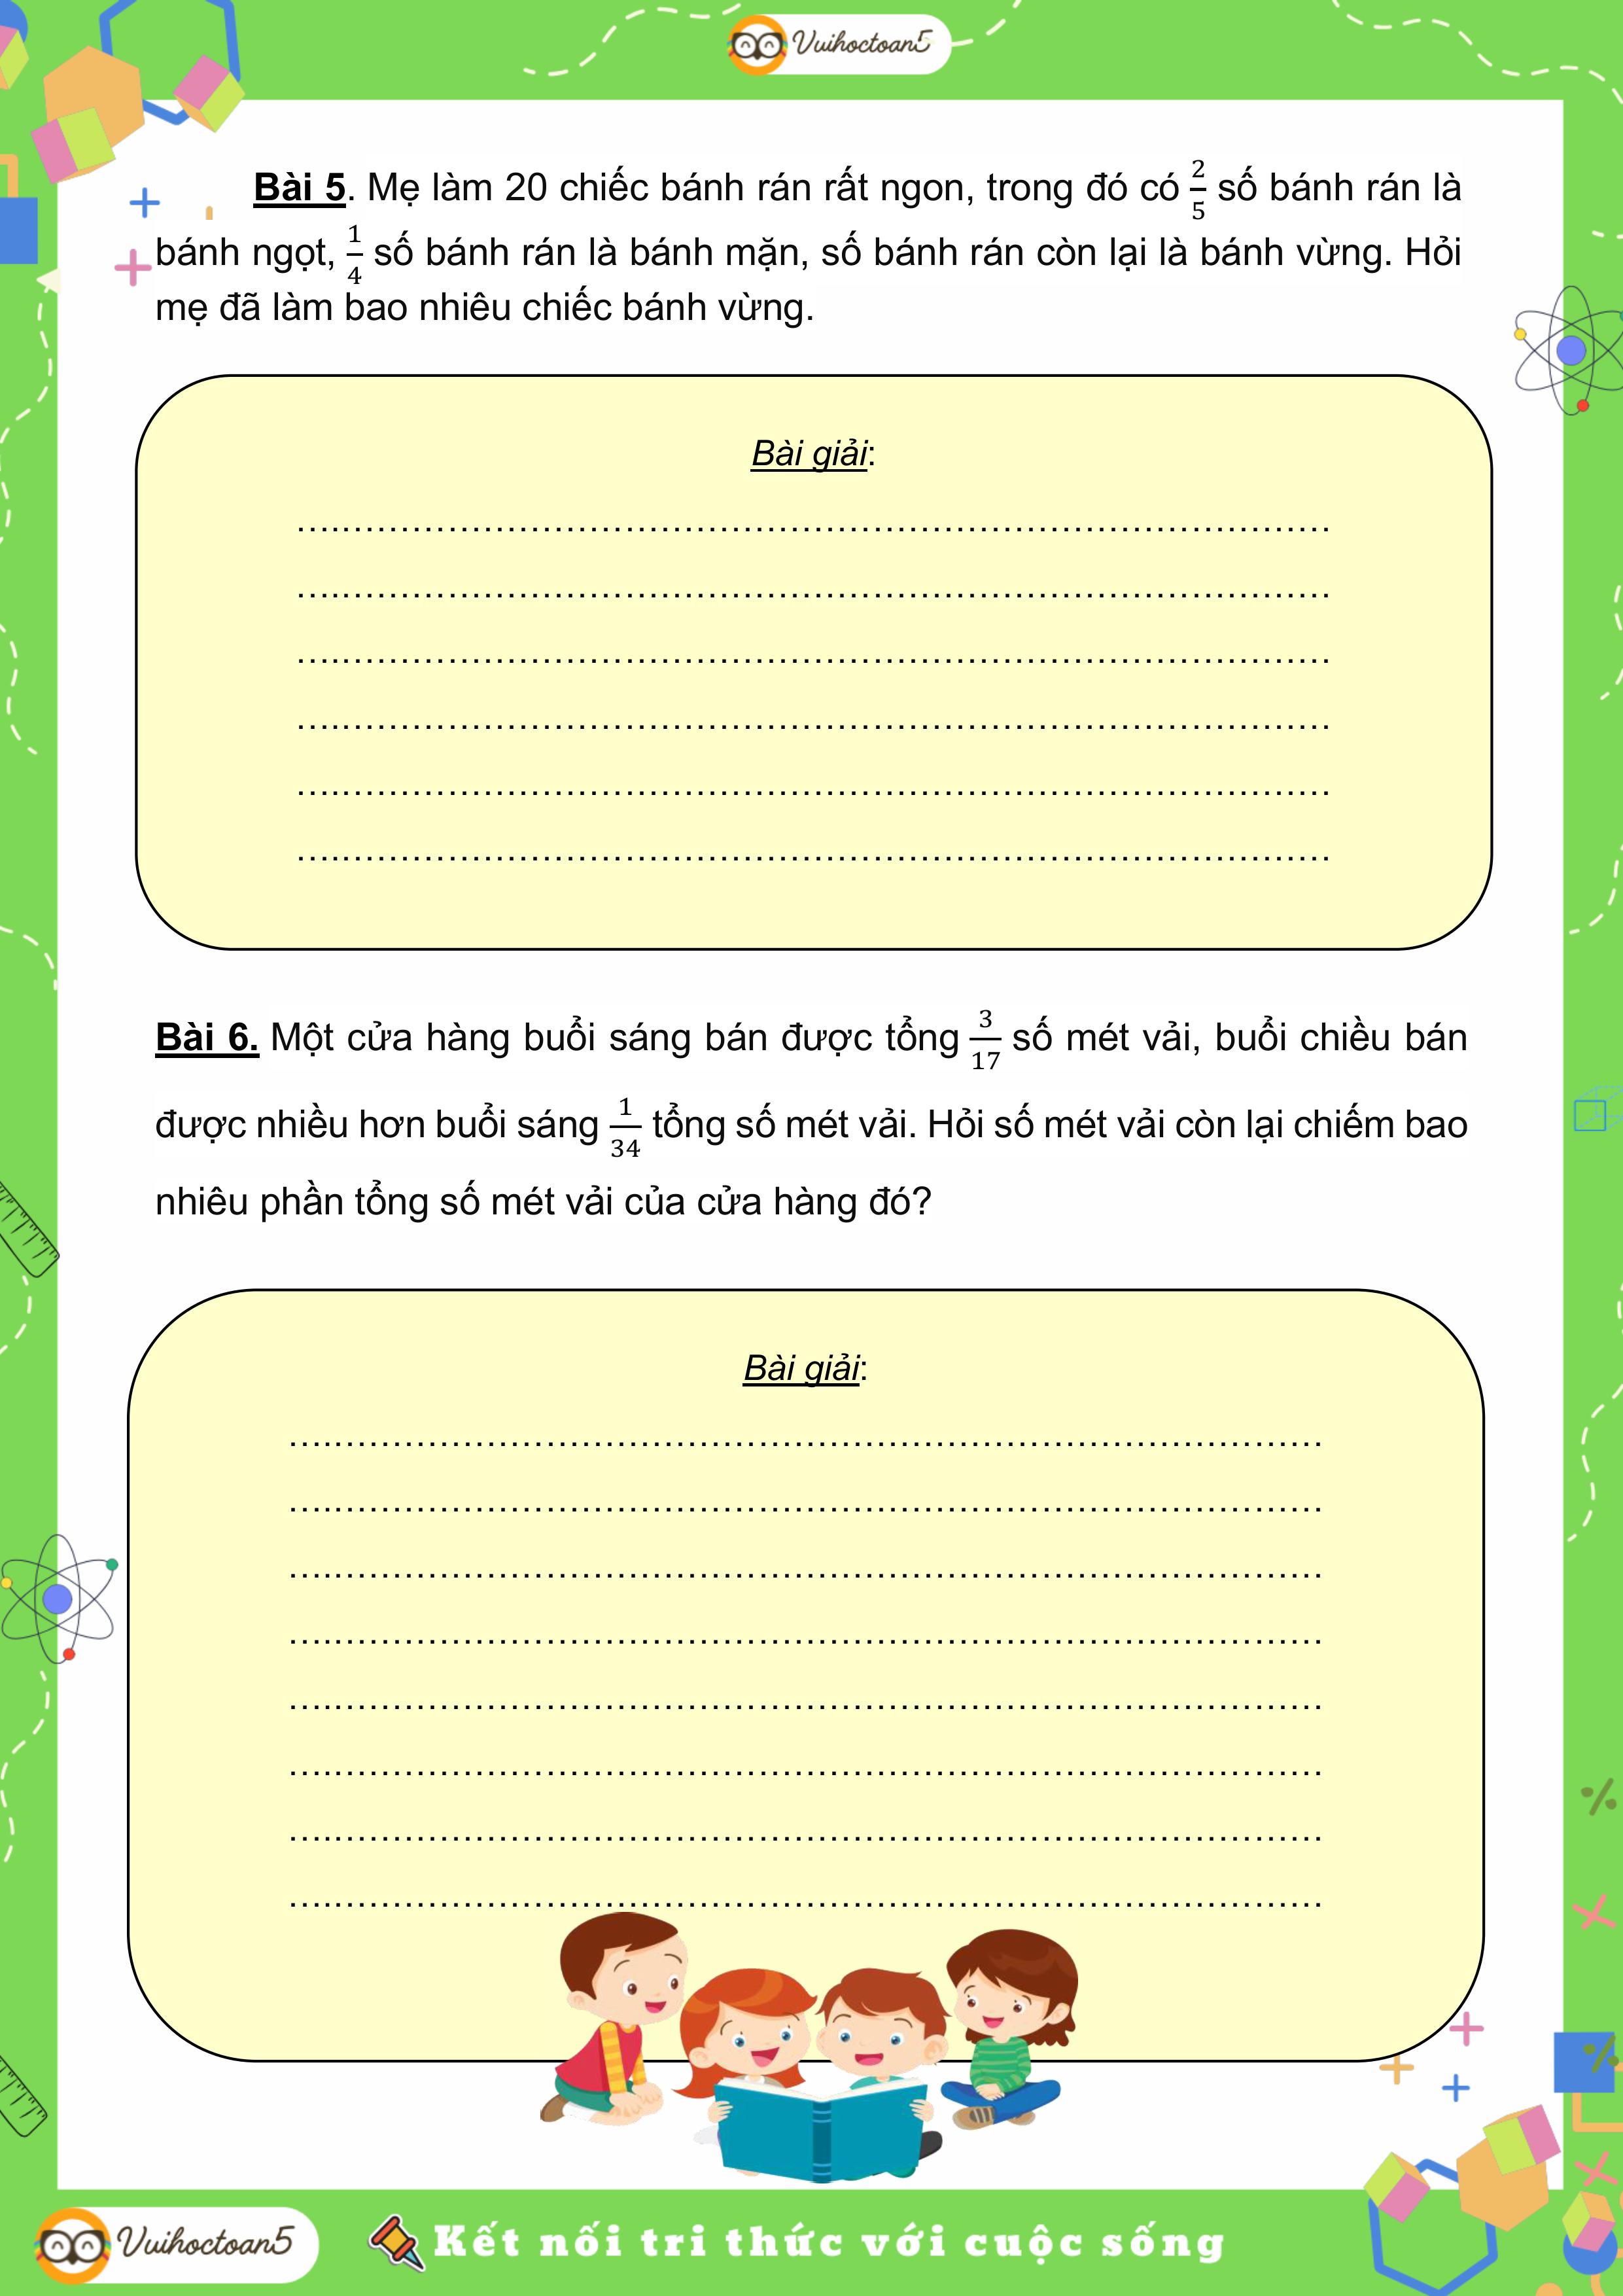 Vuihoctoan5
Bài 5. Mẹ làm 20 chiếc bánh rán rất ngon, trong đó có 2/5 số bánh rán là
bánh ngọt, 1/4 số bánh rán là bánh mặn, số bánh rán còn lại là bánh vừng. Hỏi
mẹ đã làm bao nhiêu chiếc bánh vừng.
Bài giải:
Bài 6. Một cửa hàng buổi sáng bán được tổng 3/17 số mét vải, buổi chiều bán
được nhiều hơn buổi sáng 1/34 tổng số mét vải. Hỏi số mét vải còn lại chiếm bao
nhiêu phần tổng số mét vải của cửa hàng đó?
Bài giải:
Vuihoctoan5
Kết nối tri thức với cuộc sống